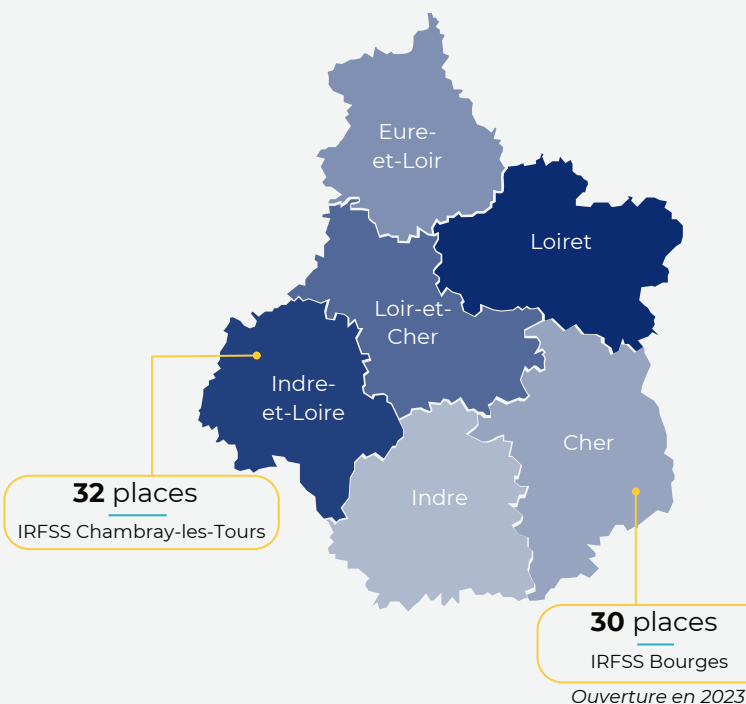 Eure-
et-Loir
Loiret
Loir-et-
Cher
Indre-
et-Loire
Cher
Indre
32 places
IRFSS Chambray-les-Tours
30 places
IRFSS Bourges
Ouverture en 2023